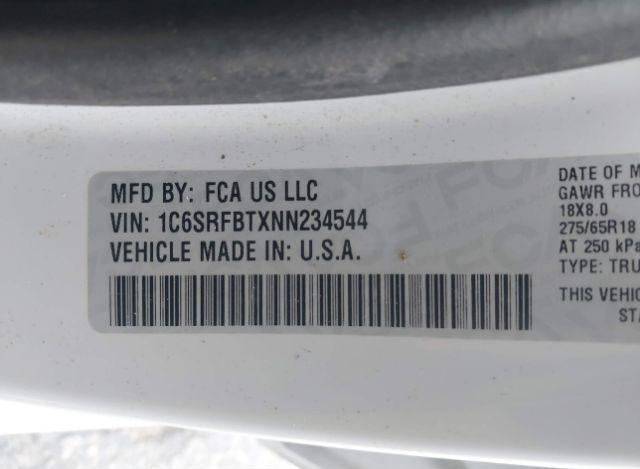 MFD BY: FCA US LLC
VIN: 1C6SRFBTXNN234544
VEHICLE MADE IN: U.S.A.
DATE OF M
GAWR FRO
18X8.0
275/65R18
AT 250 kPa
TYPE: TRU
THIS VEHIC
STA